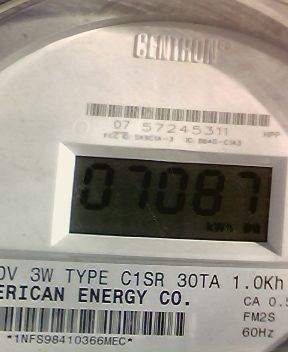 CENTRON®
07 57245311
HPP
07087
kWh
0V 3W TYPE C1SR 30TA 1.0Kh
ERICAN ENERGY CO.
CA 0.5
FM2S
60Hz
*1NFS98410366MEC*